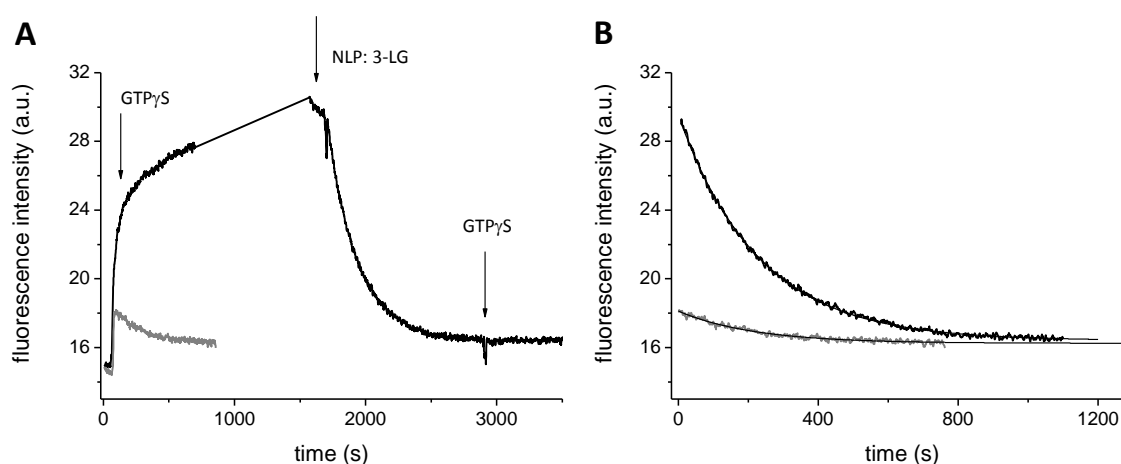 A
B
NLP: 3-LG
GTPγS
GTPγS
fluorescence intensity (a.u.)
32
28
24
20
16
0
1000
2000
3000
time (s)
fluorescence intensity (a.u.)
32
28
24
20
16
0
400
800
1200
time (s)